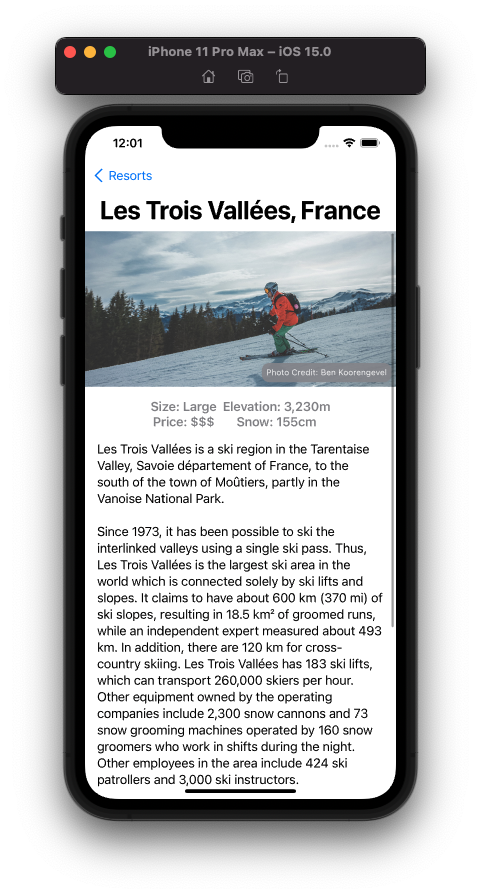 iPhone 11 Pro Max – iOS 15.0
12:01
Resorts
Les Trois Vallées, France
Photo Credit: Ben Koorengevel
Size: Large Elevation: 3,230m
Price: $$$ Snow: 155cm
Les Trois Vallées is a ski region in the Tarentaise
Valley, Savoie département of France, to the
south of the town of Moûtiers, partly in the
Vanoise National Park.
Since 1973, it has been possible to ski the
interlinked valleys using a single ski pass. Thus,
Les Trois Vallées is the largest ski area in the
world which is connected solely by ski lifts and
slopes. It claims to have about 600 km (370 mi) of
ski slopes, resulting in 18.5 km² of groomed runs,
while an independent expert measured about 493
km. In addition, there are 120 km for cross-
country skiing. Les Trois Vallées has 183 ski lifts,
which can transport 260,000 skiers per hour.
Other equipment owned by the operating
companies include 2,300 snow cannons and 73
snow grooming machines operated by 160 snow
groomers who work in shifts during the night.
Other employees in the area include 424 ski
patrollers and 3,000 ski instructors.